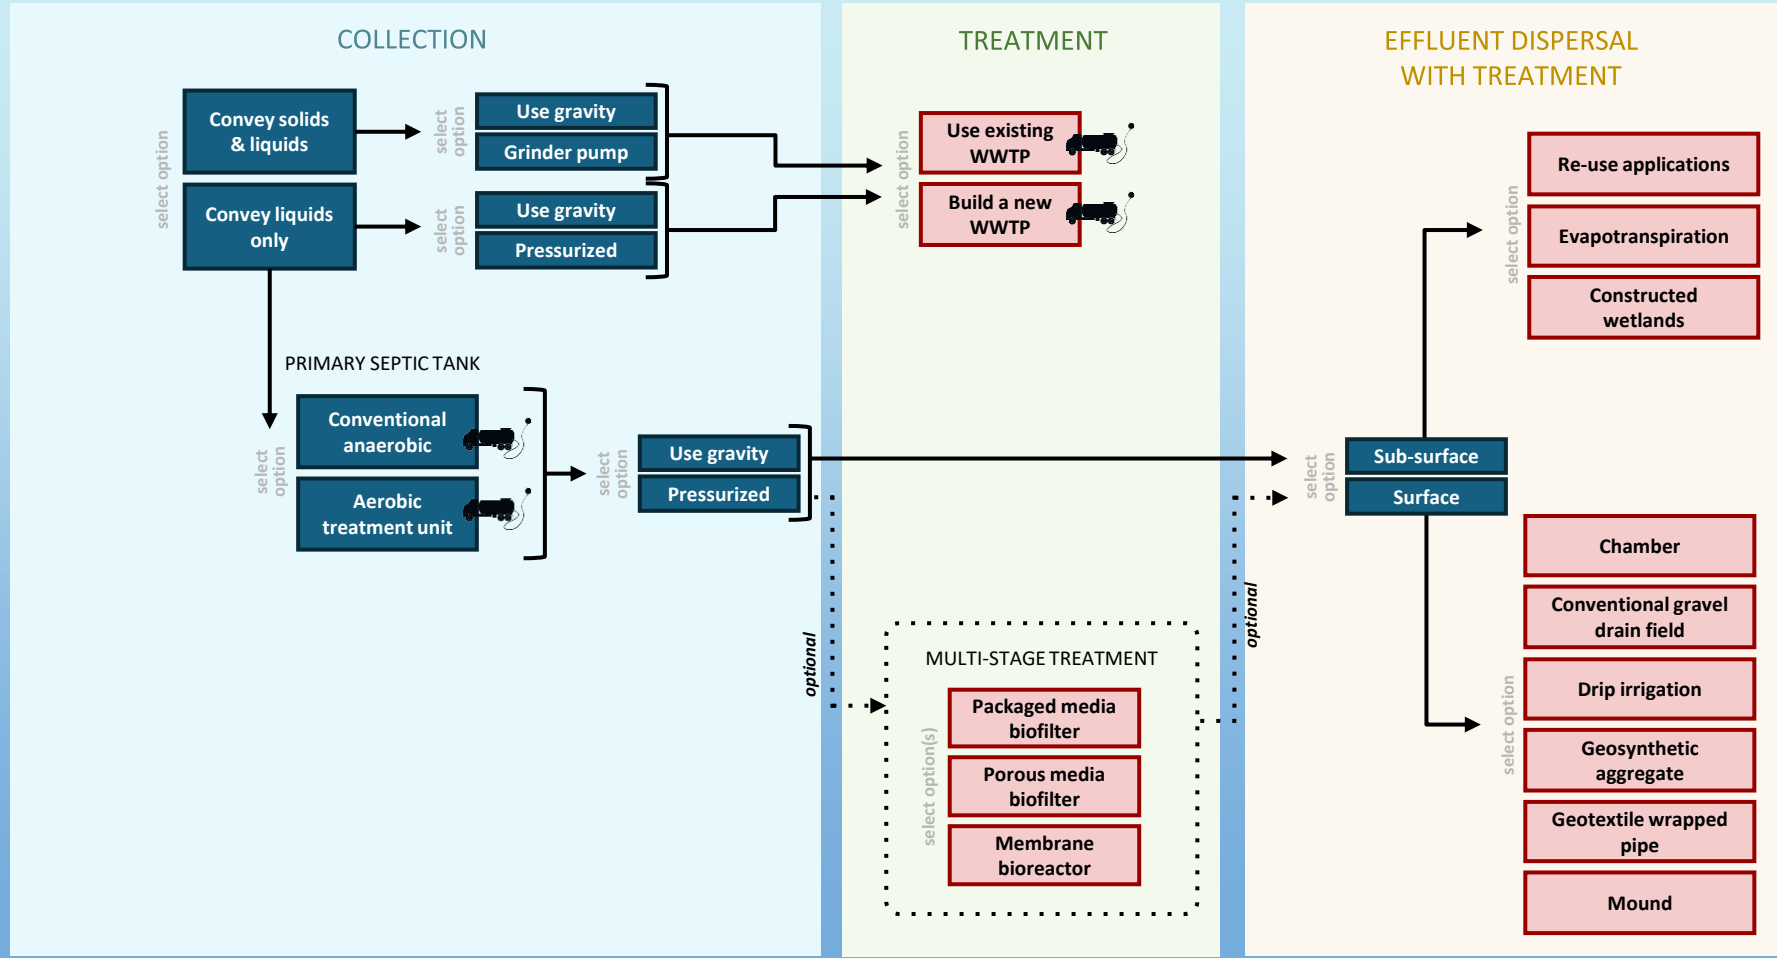 COLLECTION
select option
Convey solids
& liquids
Convey liquids
only
select
option
Use gravity
Grinder pump
select
option
Use gravity
Pressurized
PRIMARY SEPTIC TANK
select
option
Conventional
anaerobic
Aerobic
treatment unit
select
option
Use gravity
Pressurized
optional
TREATMENT
select option
Use existing
WWTP
Build a new
WWTP
MULTI-STAGE TREATMENT
select option(s)
Packaged media
biofilter
Porous media
biofilter
Membrane
bioreactor
optional
EFFLUENT DISPERSAL
WITH TREATMENT
select option
Re-use applications
Evapotranspiration
Constructed
wetlands
select
option
Sub-surface
Surface
select option
Chamber
Conventional gravel
drain field
Drip irrigation
Geosynthetic
aggregate
Geotextile wrapped
pipe
Mound